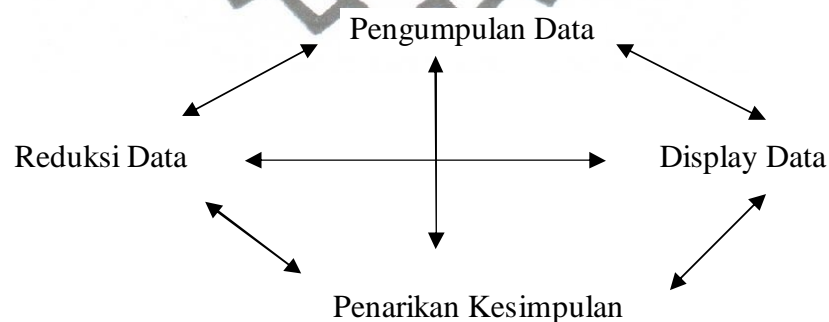 Pengumpulan Data
Reduksi Data
Display Data
Penarikan Kesimpulan